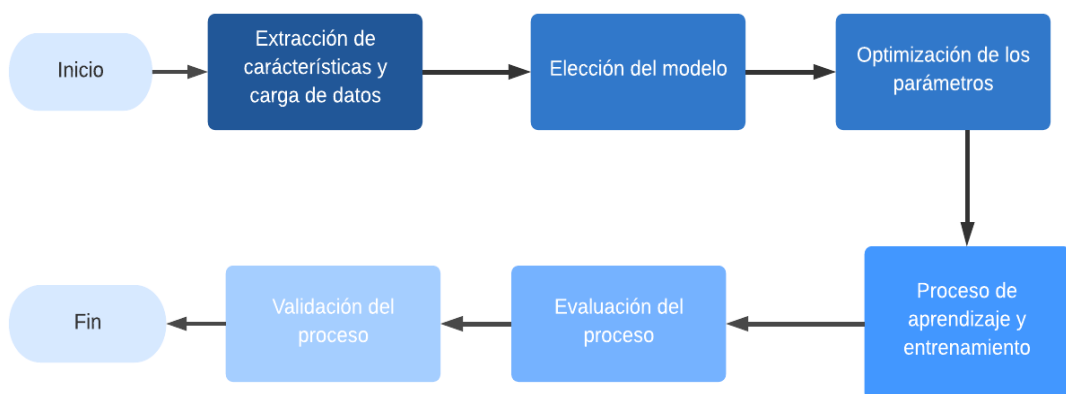 Inicio
Extracción de
carácterísticas y
carga de datos
Elección del modelo
Optimización de los
parámetros
Proceso de
aprendizaje y
entrenamiento
Evaluación del
proceso
Validación del
proceso
Fin